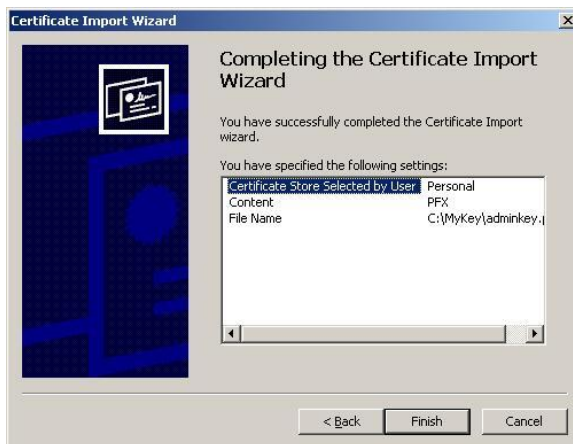 Certificate Import Wizard
Completing the Certificate Import
Wizard
You have successfully completed the Certificate Import
wizard.
You have specified the following settings:
Certificate Store Selected by User Personal
Content PFX
File Name C:\MyKey\adminkey.p
< Back Finish Cancel